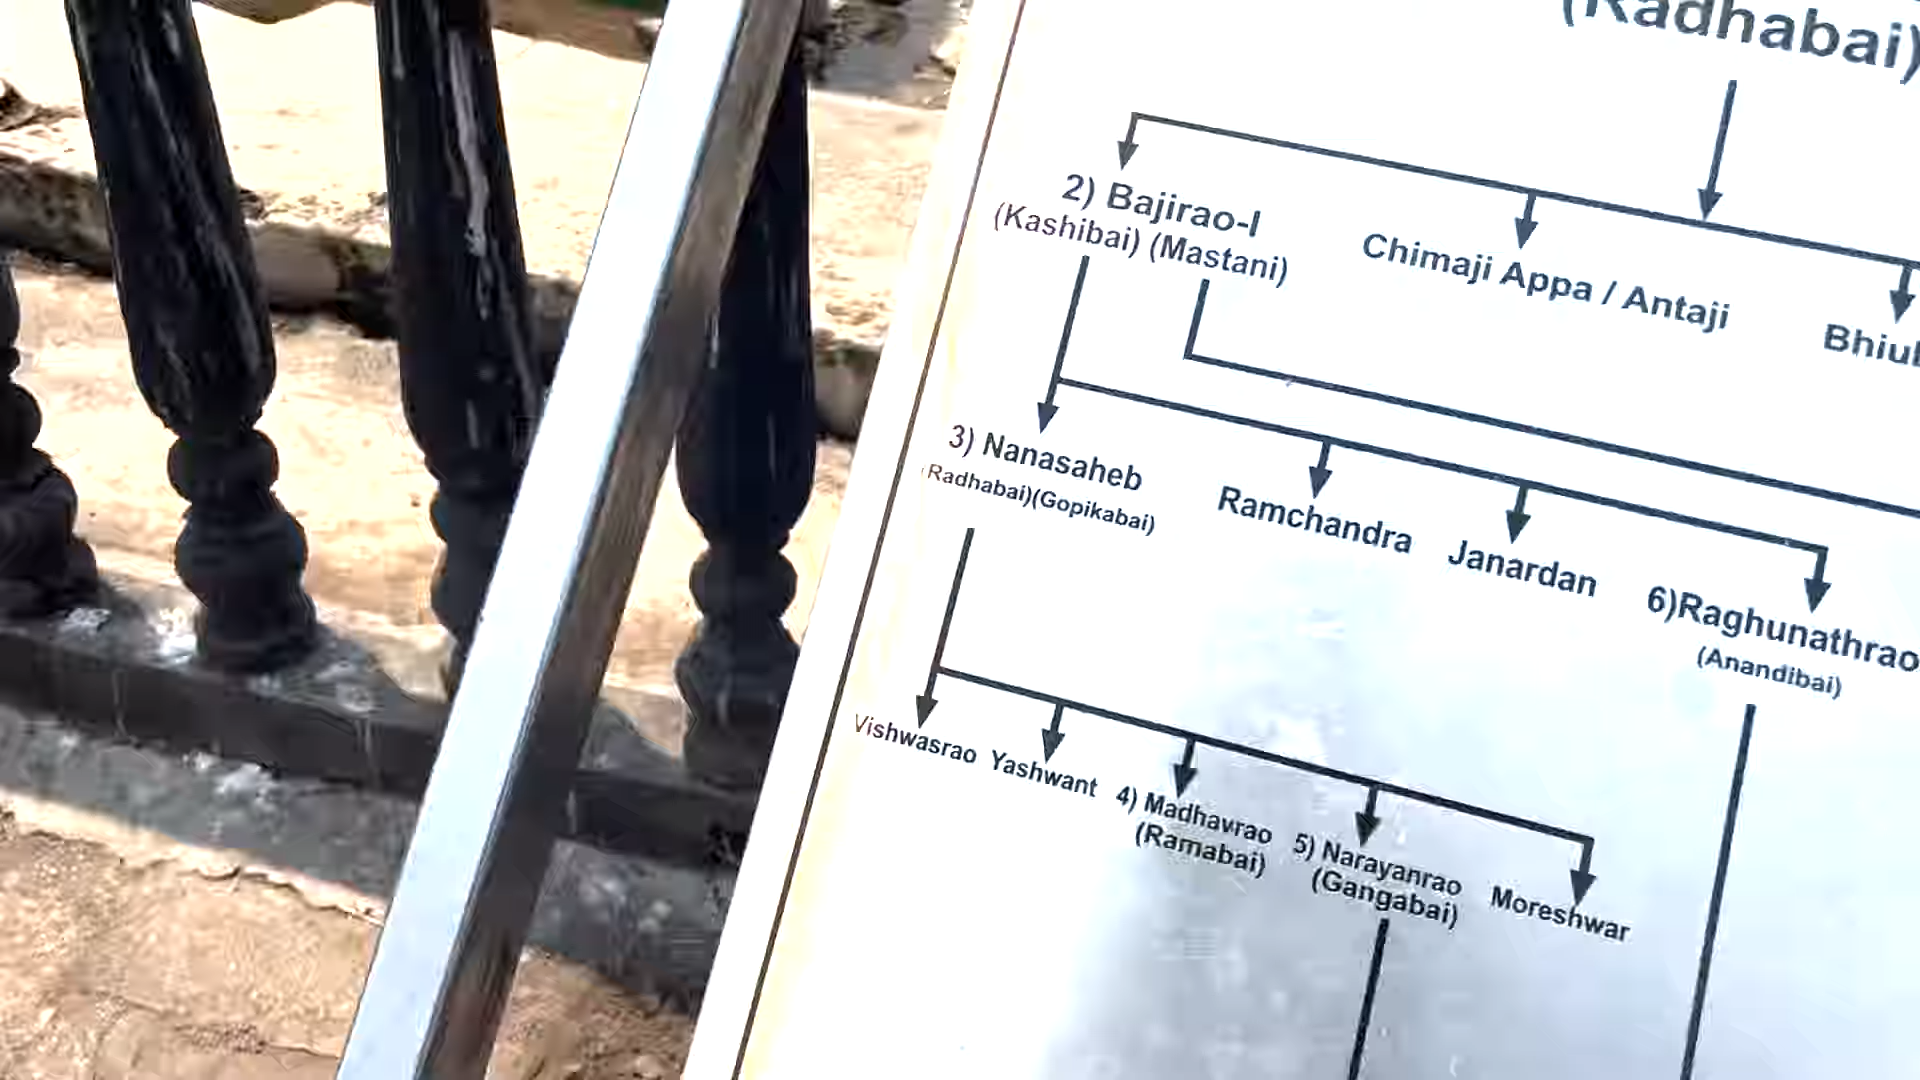 (Radhabai)
2) Bajirao-I
(Kashibai) (Mastani)
Chimaji Appa / Antaji
3) Nanasaheb
Radhabai)(Gopikabai)
Ramchandra
Janardan
6)Raghunathrao
(Anandibai)
Vishwasrao
Yashwant
4) Madhavrao
(Ramabai)
5) Narayanrao
(Gangabai)
Moreshwar